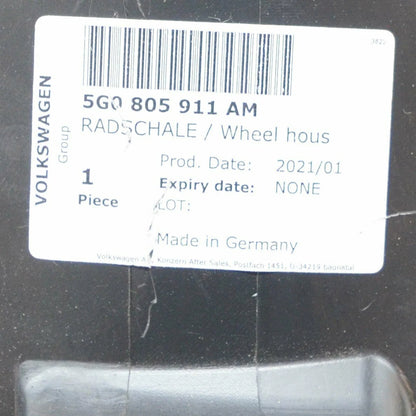 3820
5G0 805 911 AM
RADSCHALE / Wheel hous
VOLKSWAGEN
Group
1
Piece
Prod. Date: 2021/01
Expiry date: NONE
LOT:
Made in Germany
Volkswagen AG, Konzern After Sales, Postfach 1451, D-34219 Baunatal